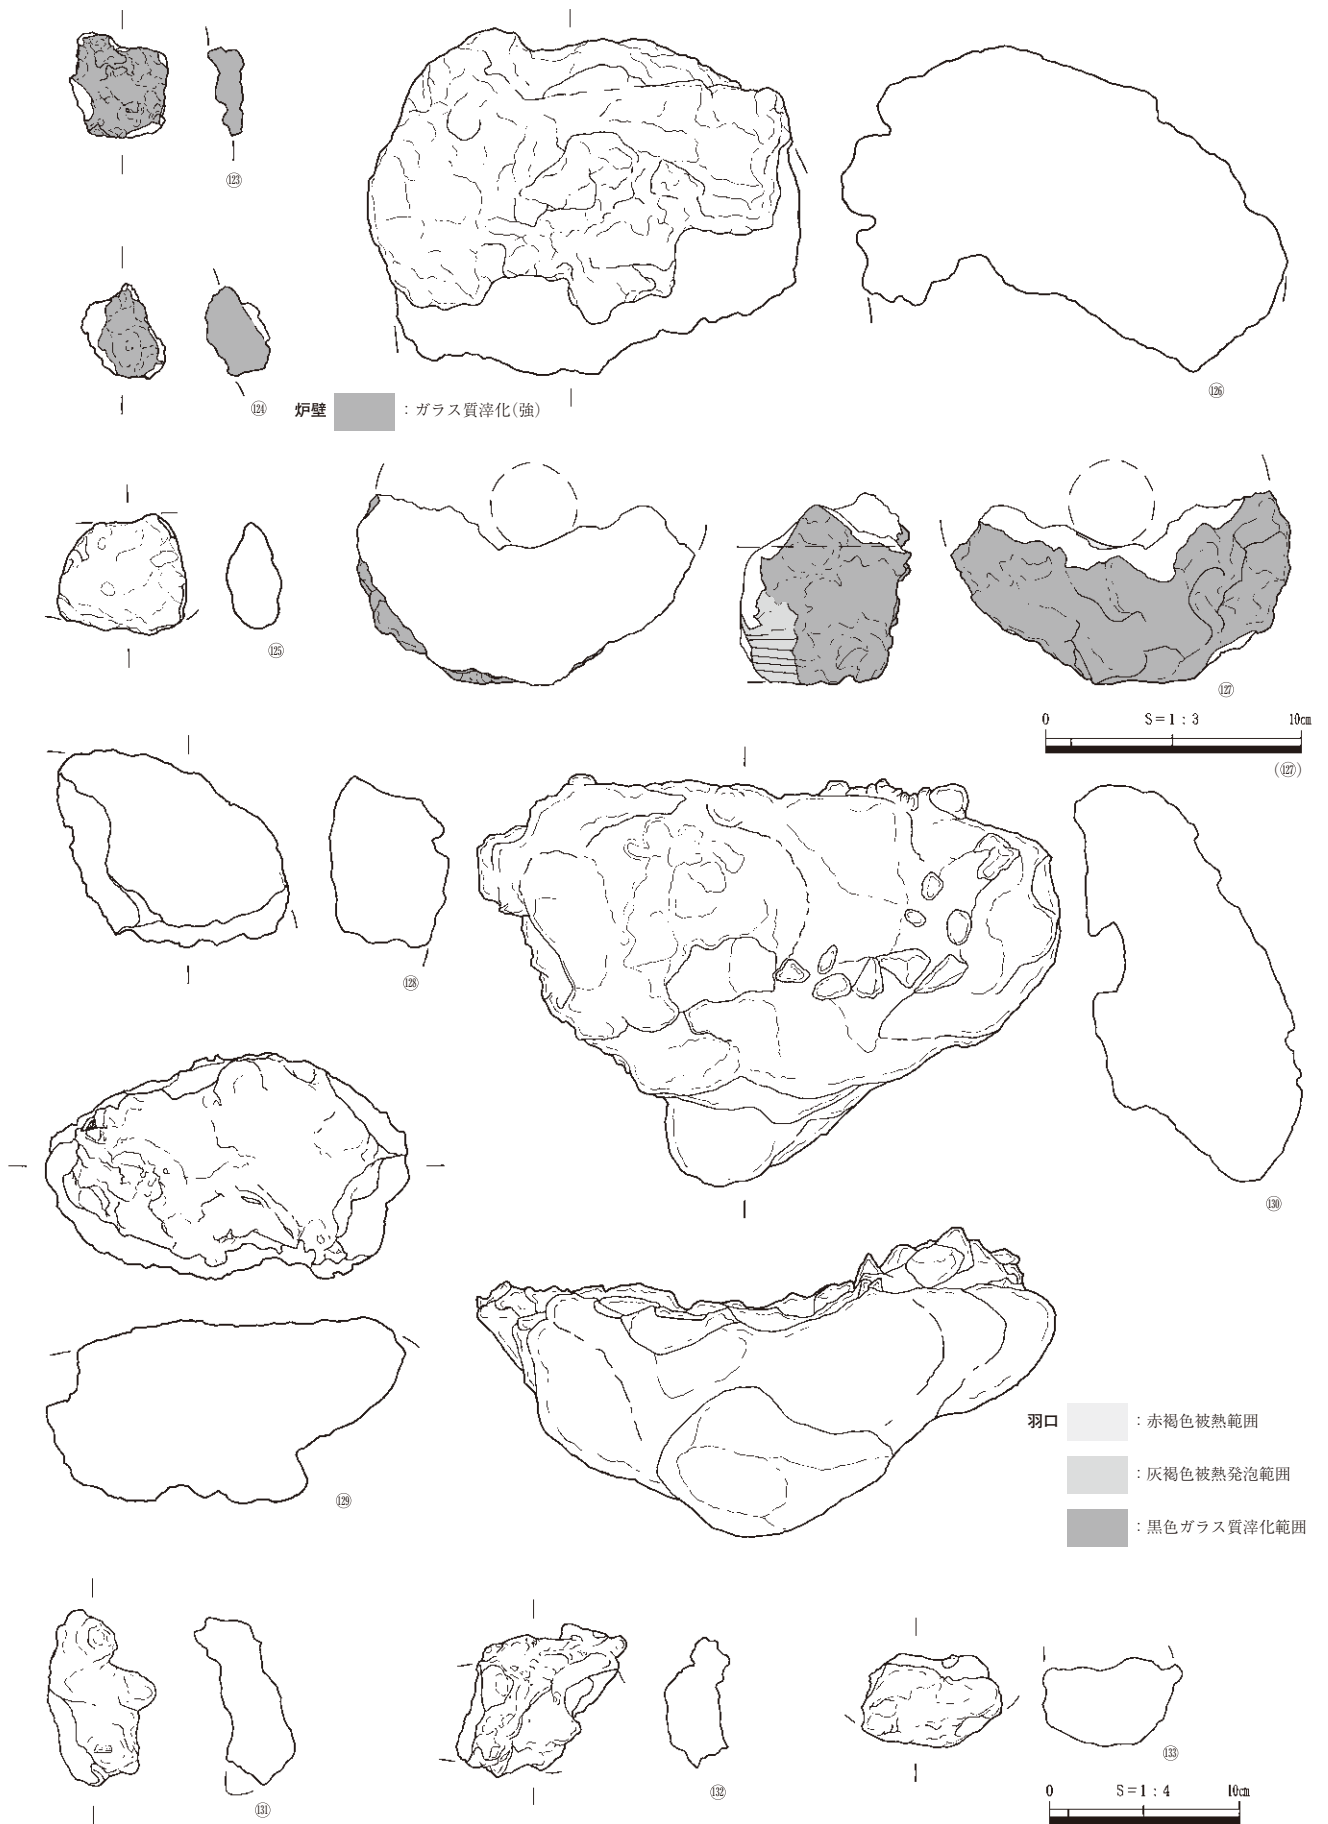 ⑫③
⑫④
炉壁 ：ガラス質滓化(強)
⑫⑥
⑫⑤
⑫⑦
0 S=1:3 10cm
(⑫⑦)
⑫⑧
⑬⓪
⑫⑨
羽口 ：赤褐色被熱範囲
：灰褐色被熱発泡範囲
：黒色ガラス質滓化範囲
⑬①
⑬②
⑬③
0 S=1:4 10cm